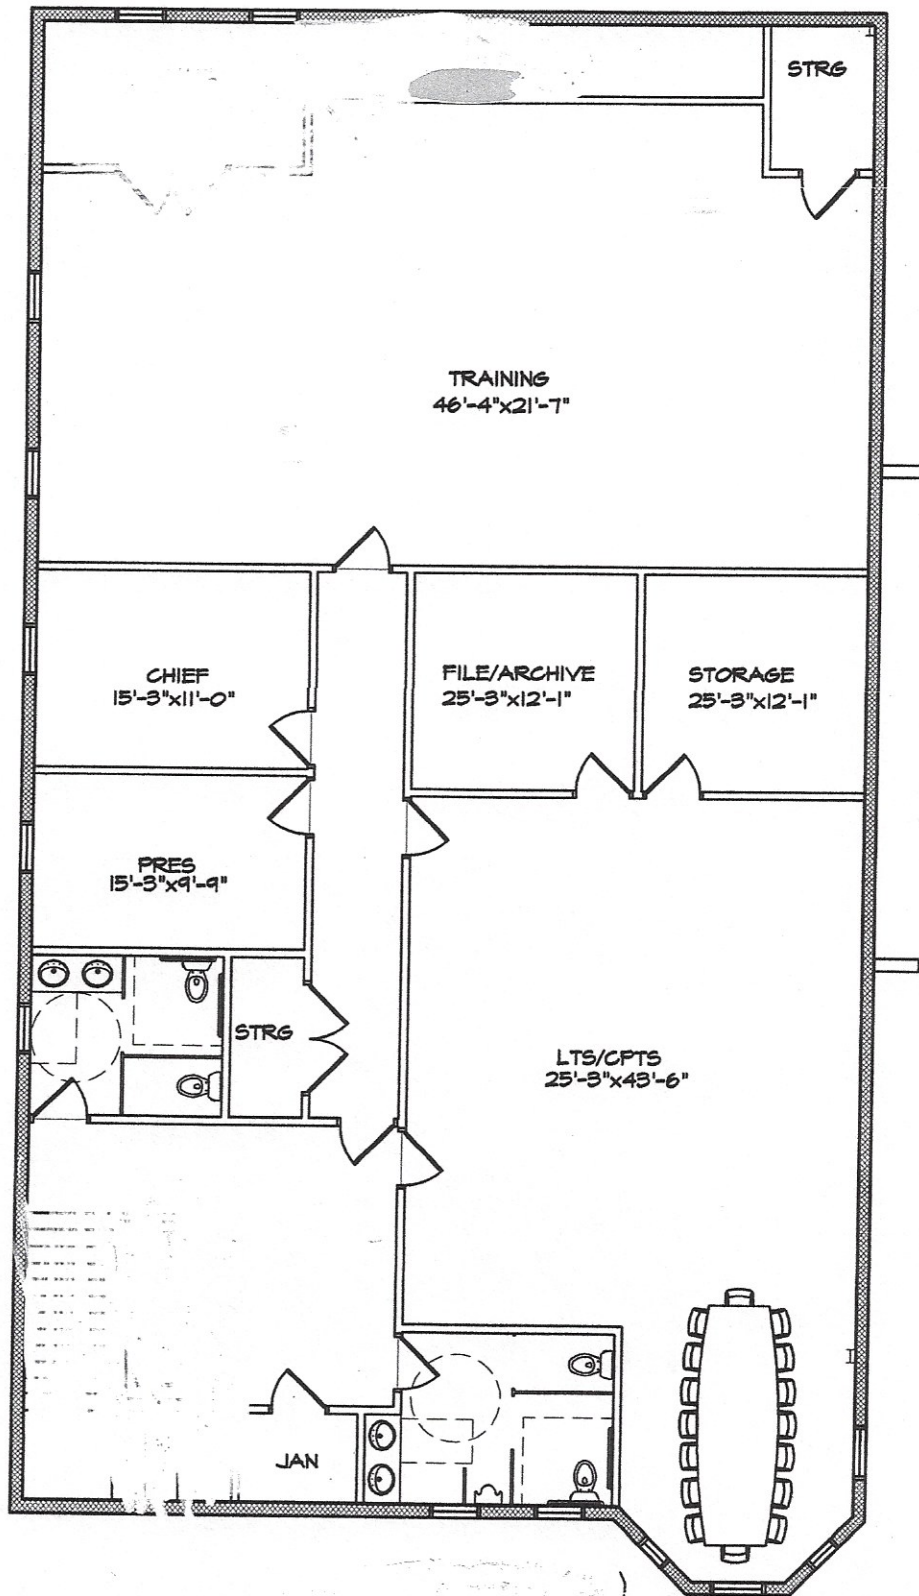 STRG
TRAINING
46'-4"x21'-7"
CHIEF
15'-3"x11'-0"
FILE/ARCHIVE
25'-3"x12'-1"
STORAGE
25'-3"x12'-1"
PRES
15'-3"x9'-9"
STRG
LTS/CPTS
25'-3"x43'-6"
JAN